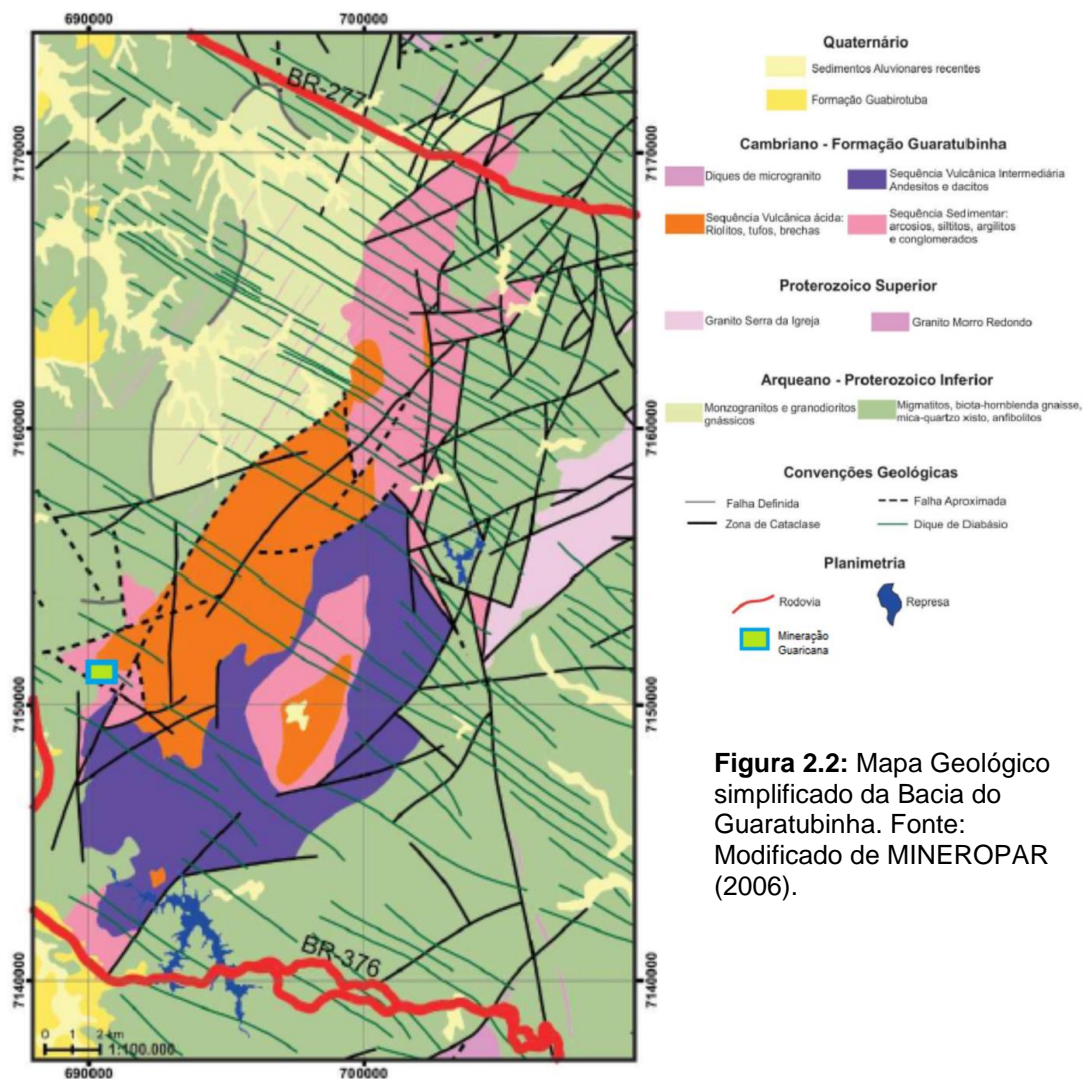 690000
700000
BR-277
7170000
7170000
7160000
7160000
7150000
7150000
7140000
7140000
BR-376
0 1 2 km
1:100.000
690000
700000
Quaternário
Sedimentos Aluvionares recentes
Formação Guabirotuba
Cambriano - Formação Guaratubinha
Diques de microgranito
Sequência Vulcânica Intermediária
Andesitos e dacitos
Sequência Vulcânica ácida:
Riolitos, tufos, brechas
Sequência Sedimentar:
arcosios, siltitos, argilitos
e conglomerados
Proterozoico Superior
Granito Serra da Igreja
Granito Morro Redondo
Arqueano - Proterozoico Inferior
Monzogranitos e granodioritos
gnássicos
Migmatitos, biota-hornblenda gnaisse,
mica-quartzo xisto, anfibolitos
Convenções Geológicas
Falha Definida
Falha Aproximada
Zona de Cataclase
Dique de Diabásio
Planimetria
Rodovia
Represa
Mineração
Guaricana
Figura 2.2: Mapa Geológico
simplificado da Bacia do
Guaratubinha. Fonte:
Modificado de MINEROPAR
(2006).